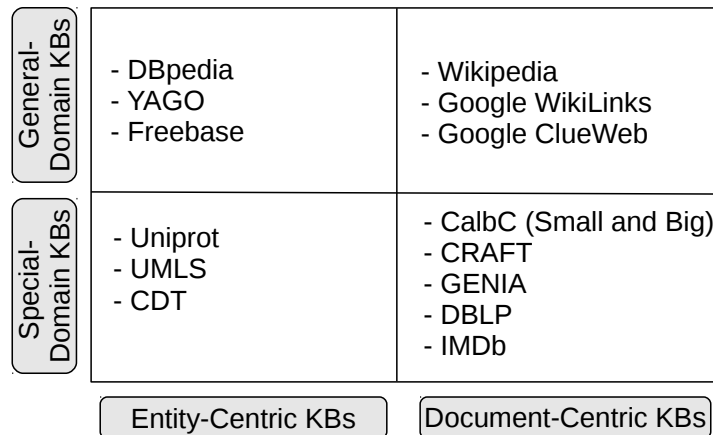 General-
Domain KBs
- DBpedia
- YAGO
- Freebase
- Wikipedia
- Google WikiLinks
- Google ClueWeb
Special-
Domain KBs
- Uniprot
- UMLS
- CDT
- CalbC (Small and Big)
- CRAFT
- GENIA
- DBLP
- IMDb
Entity-Centric KBs
Document-Centric KBs